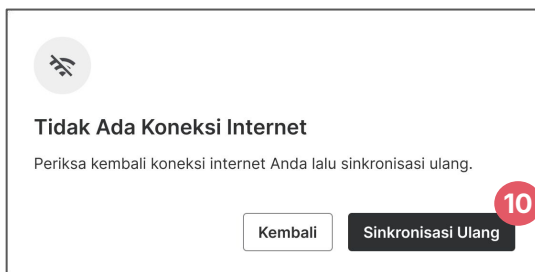 Tidak Ada Koneksi Internet
Periksa kembali koneksi internet Anda lalu sinkronisasi ulang.
10
Kembali
Sinkronisasi Ulang